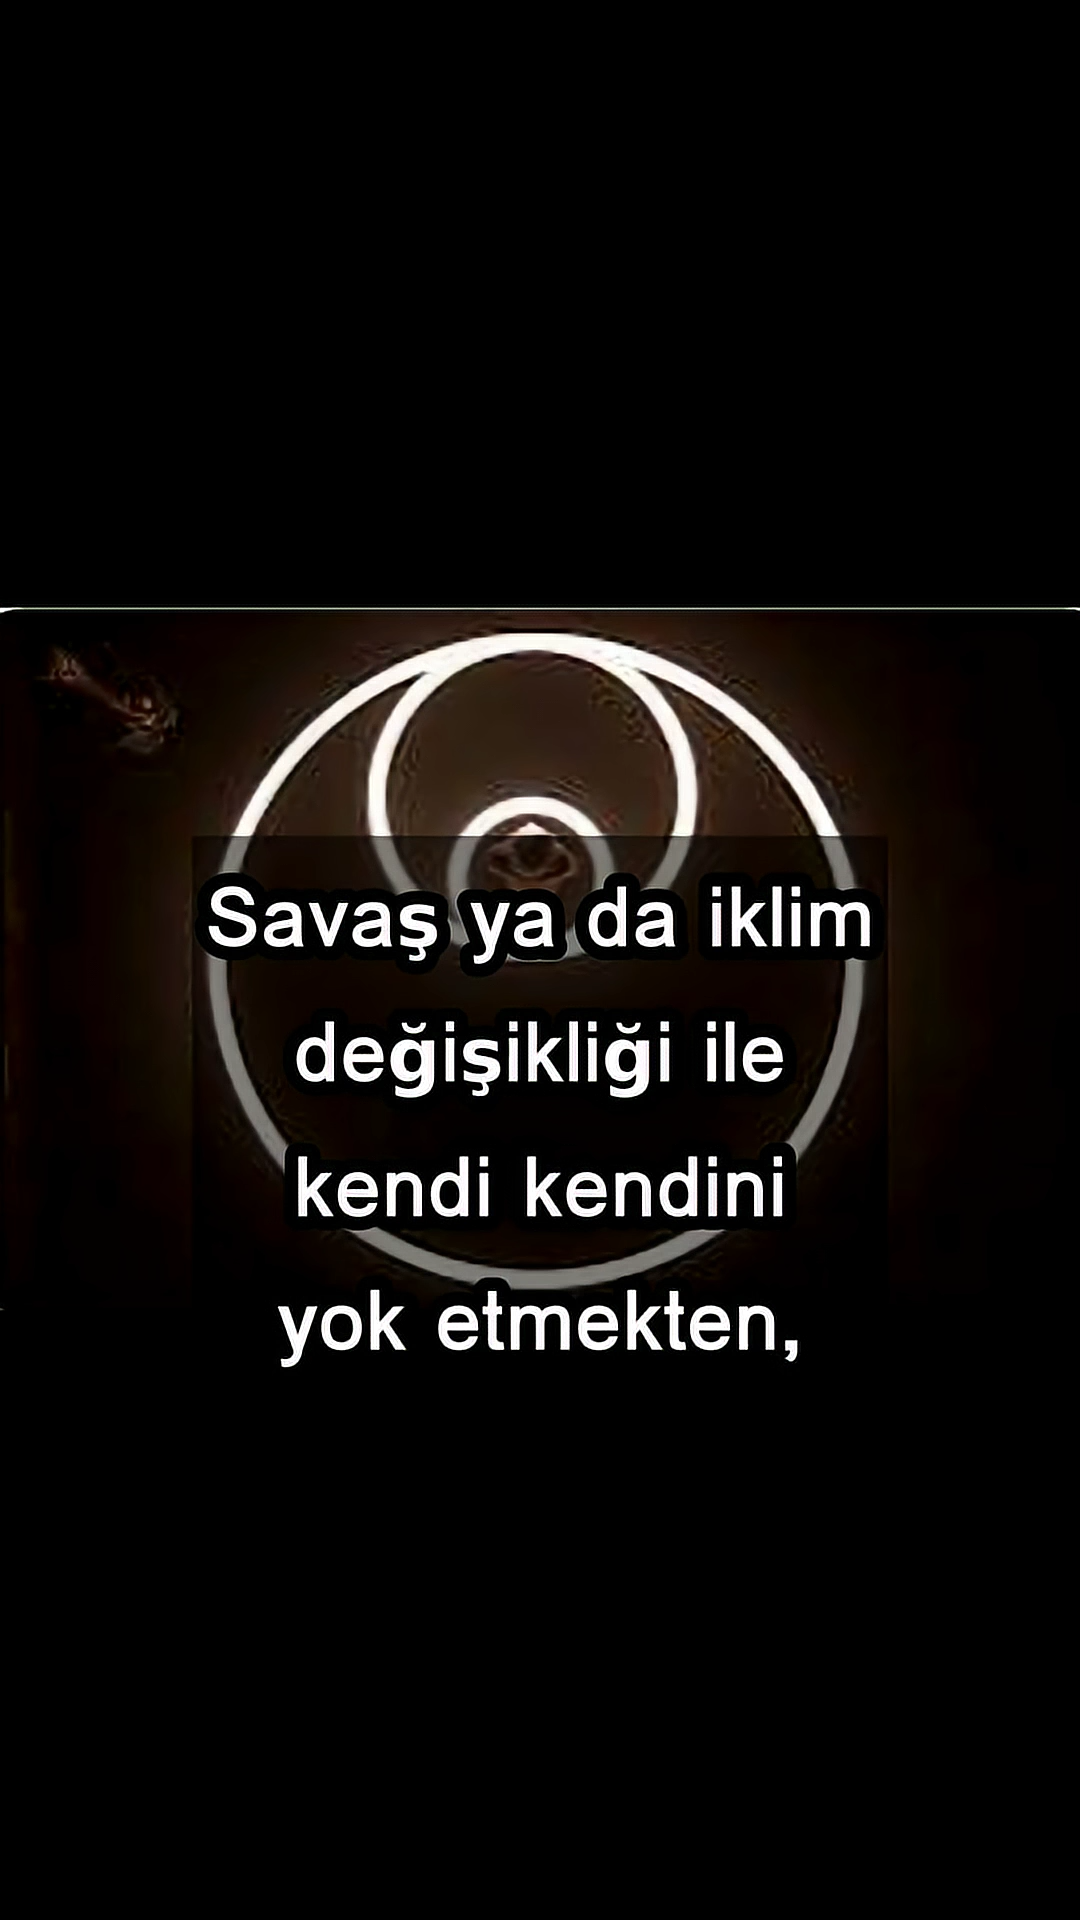 Savaş ya da iklim
değişikliği ile
kendi kendini
yok etmekten,